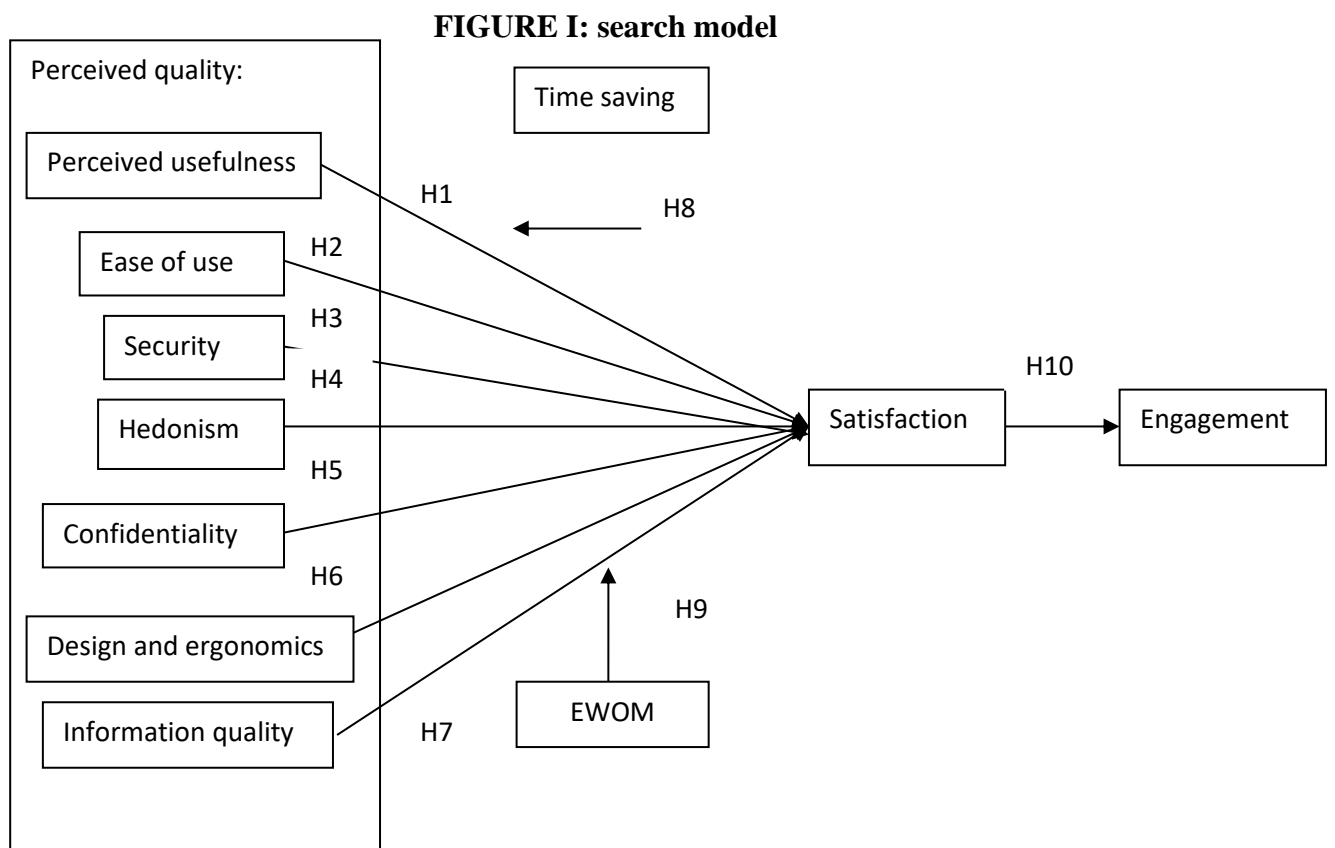 FIGURE I: search model
Perceived quality:
Time saving
Perceived usefulness
H1
H8
Ease of use
H2
H3
Security
H4
H10
Hedonism
Satisfaction
Engagement
H5
Confidentiality
H6
H9
Design and ergonomics
EWOM
Information quality
H7